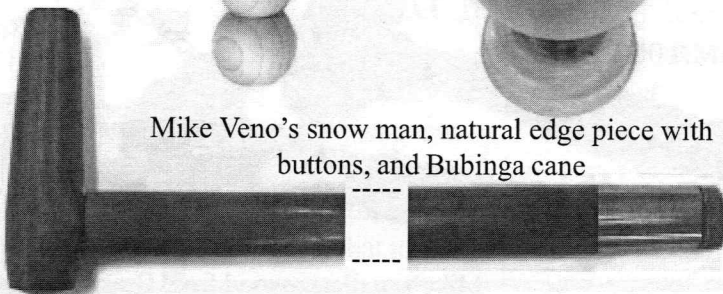 Mike Veno's snow man, natural edge piece with
buttons, and Bubinga cane